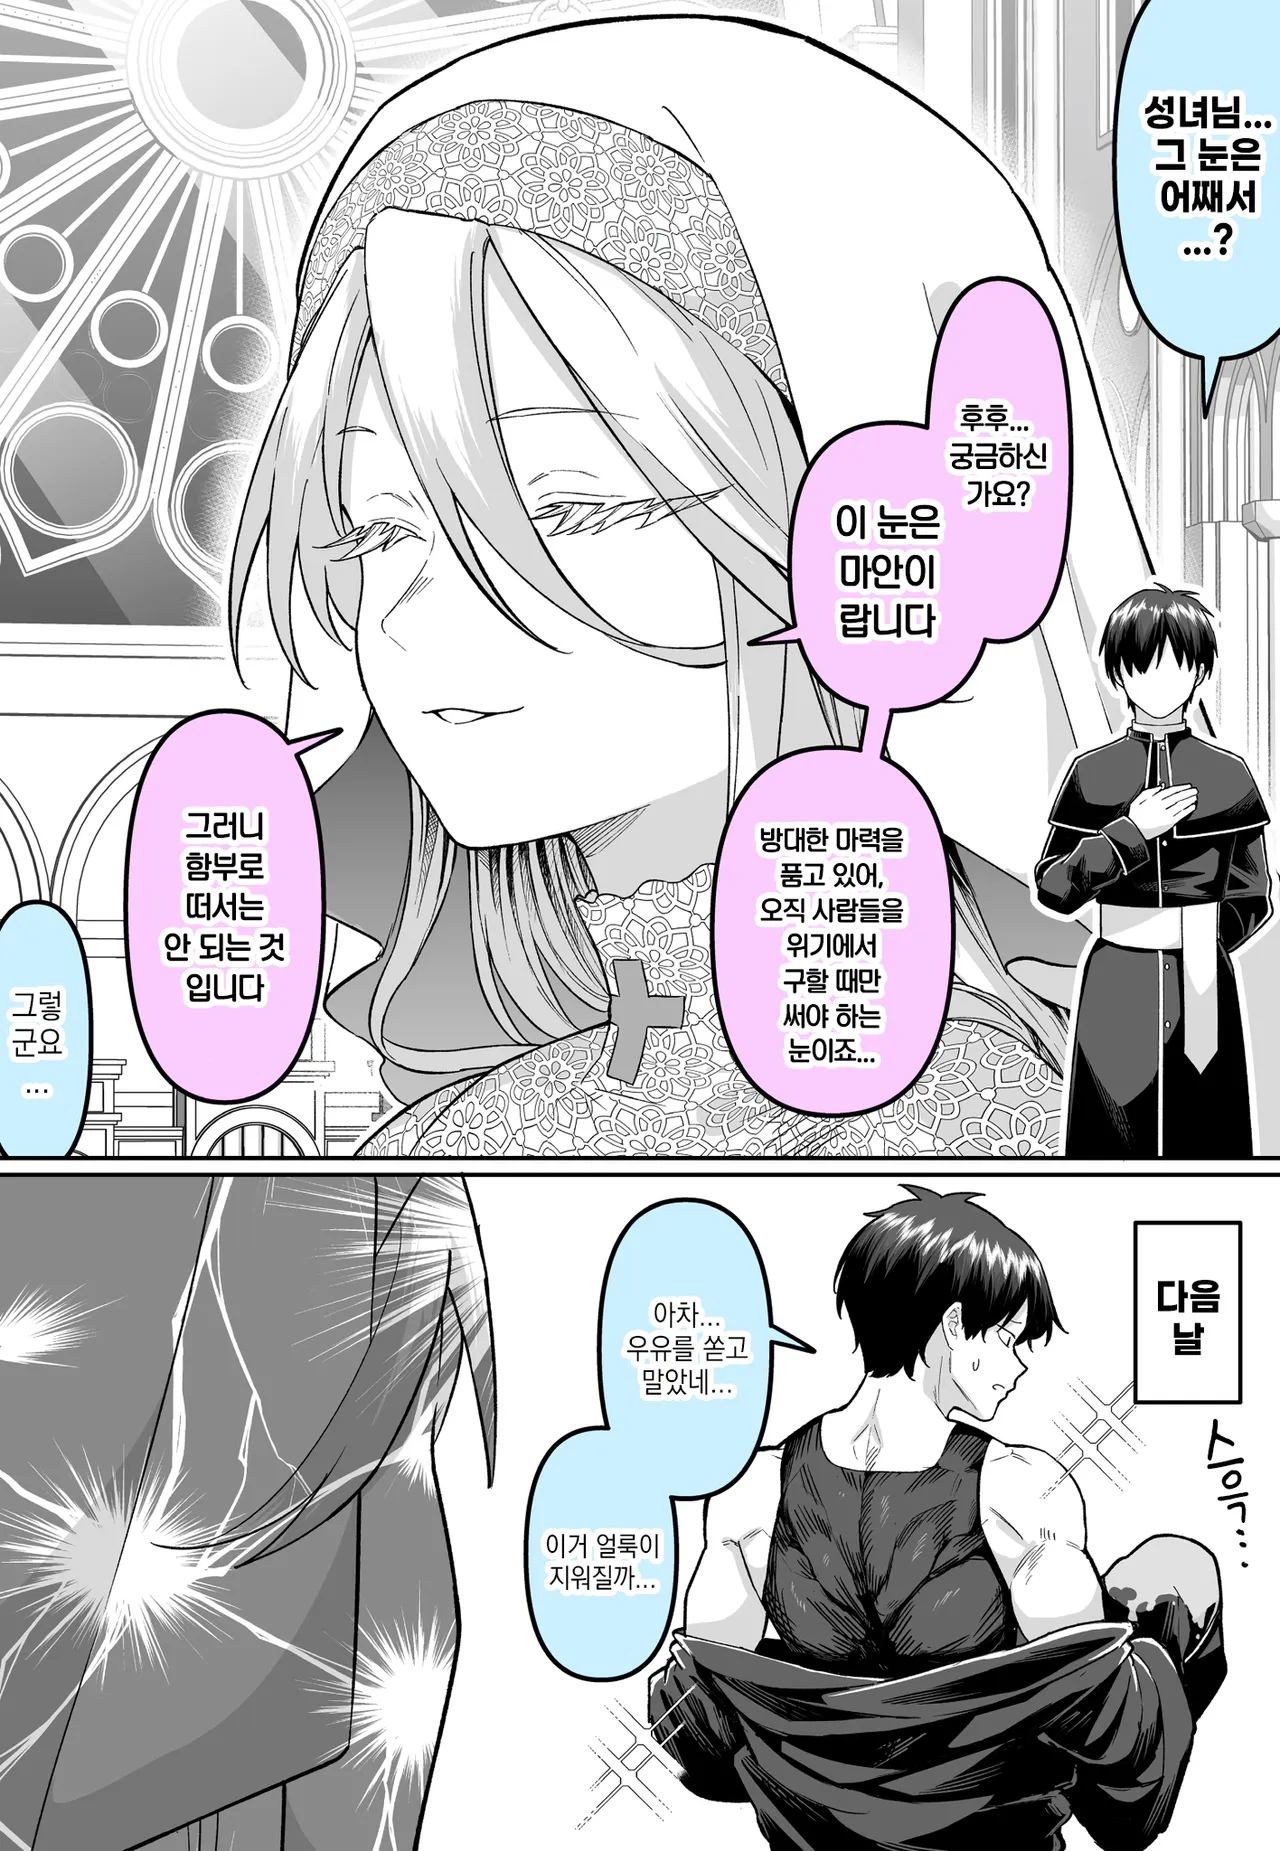 성녀님...
그 눈은
어째서
...?
후후...
궁금하신
가요?
이 눈은
마안이
랍니다
방대한 마력을
품고 있어,
오직 사람들을
위기에서
구할 때만
써야 하는
눈이죠...
그러니
함부로
떠서는
안 되는 것
입니다
그렇
군요
...
다음
날
스윽...
아차...
우유를 쏟고
말았네...
이거 얼룩이
지워질까...